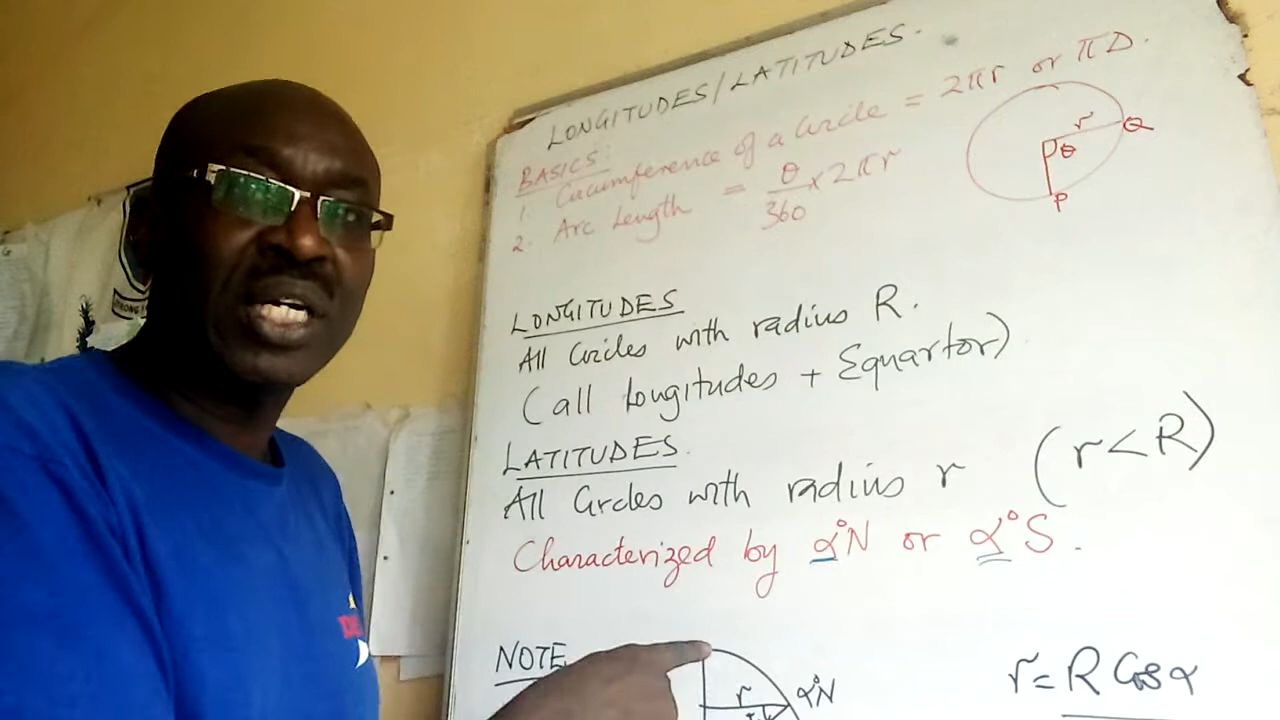 LONGITUDES/LATITUDES.
BASICS:
1. Circumference of a Circle = 2πr or πD.
2. Arc Length = θ/360 × 2πr
r
Q
θ
P
LONGITUDES
All Circles with radius R.
(all Longitudes + Equartor)
LATITUDES
All Circles with radius r (r < R)
Characterized by α°N or α°S.
NOTE
r
α°N
r = R Cos α